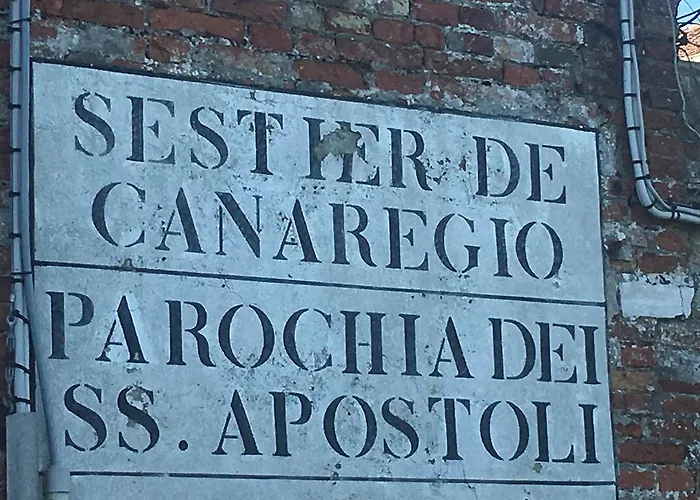 SESTIER DE
CANAREGIO
PAROCHIA DEI
SS. APOSTOLI